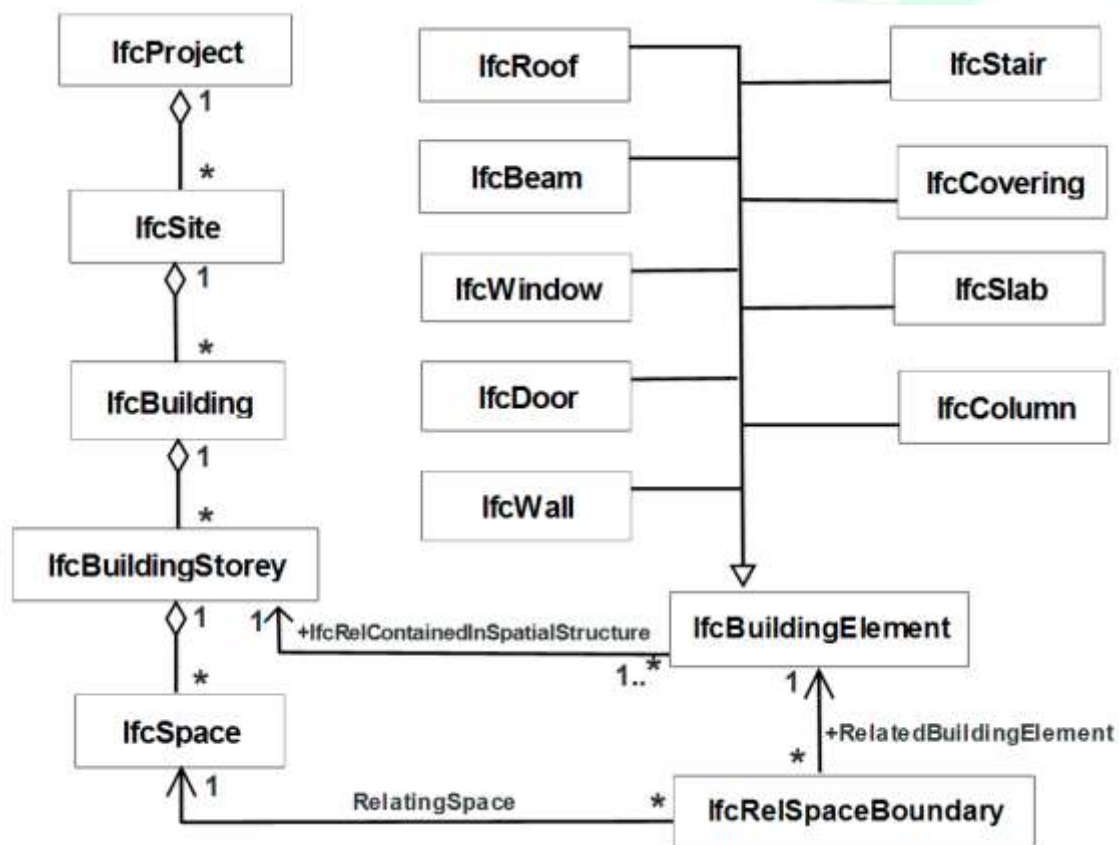 IfcProject
1
*
IfcSite
1
*
IfcBuilding
1
*
IfcBuildingStorey
1
*
IfcSpace
IfcRoof
IfcBeam
IfcWindow
IfcDoor
IfcWall
IfcStair
IfcCovering
IfcSlab
IfcColumn
1
+IfcRelContainedInSpatialStructure
1..*
IfcBuildingElement
1
+RelatedBuildingElement
*
1
RelatingSpace
*
IfcRelSpaceBoundary